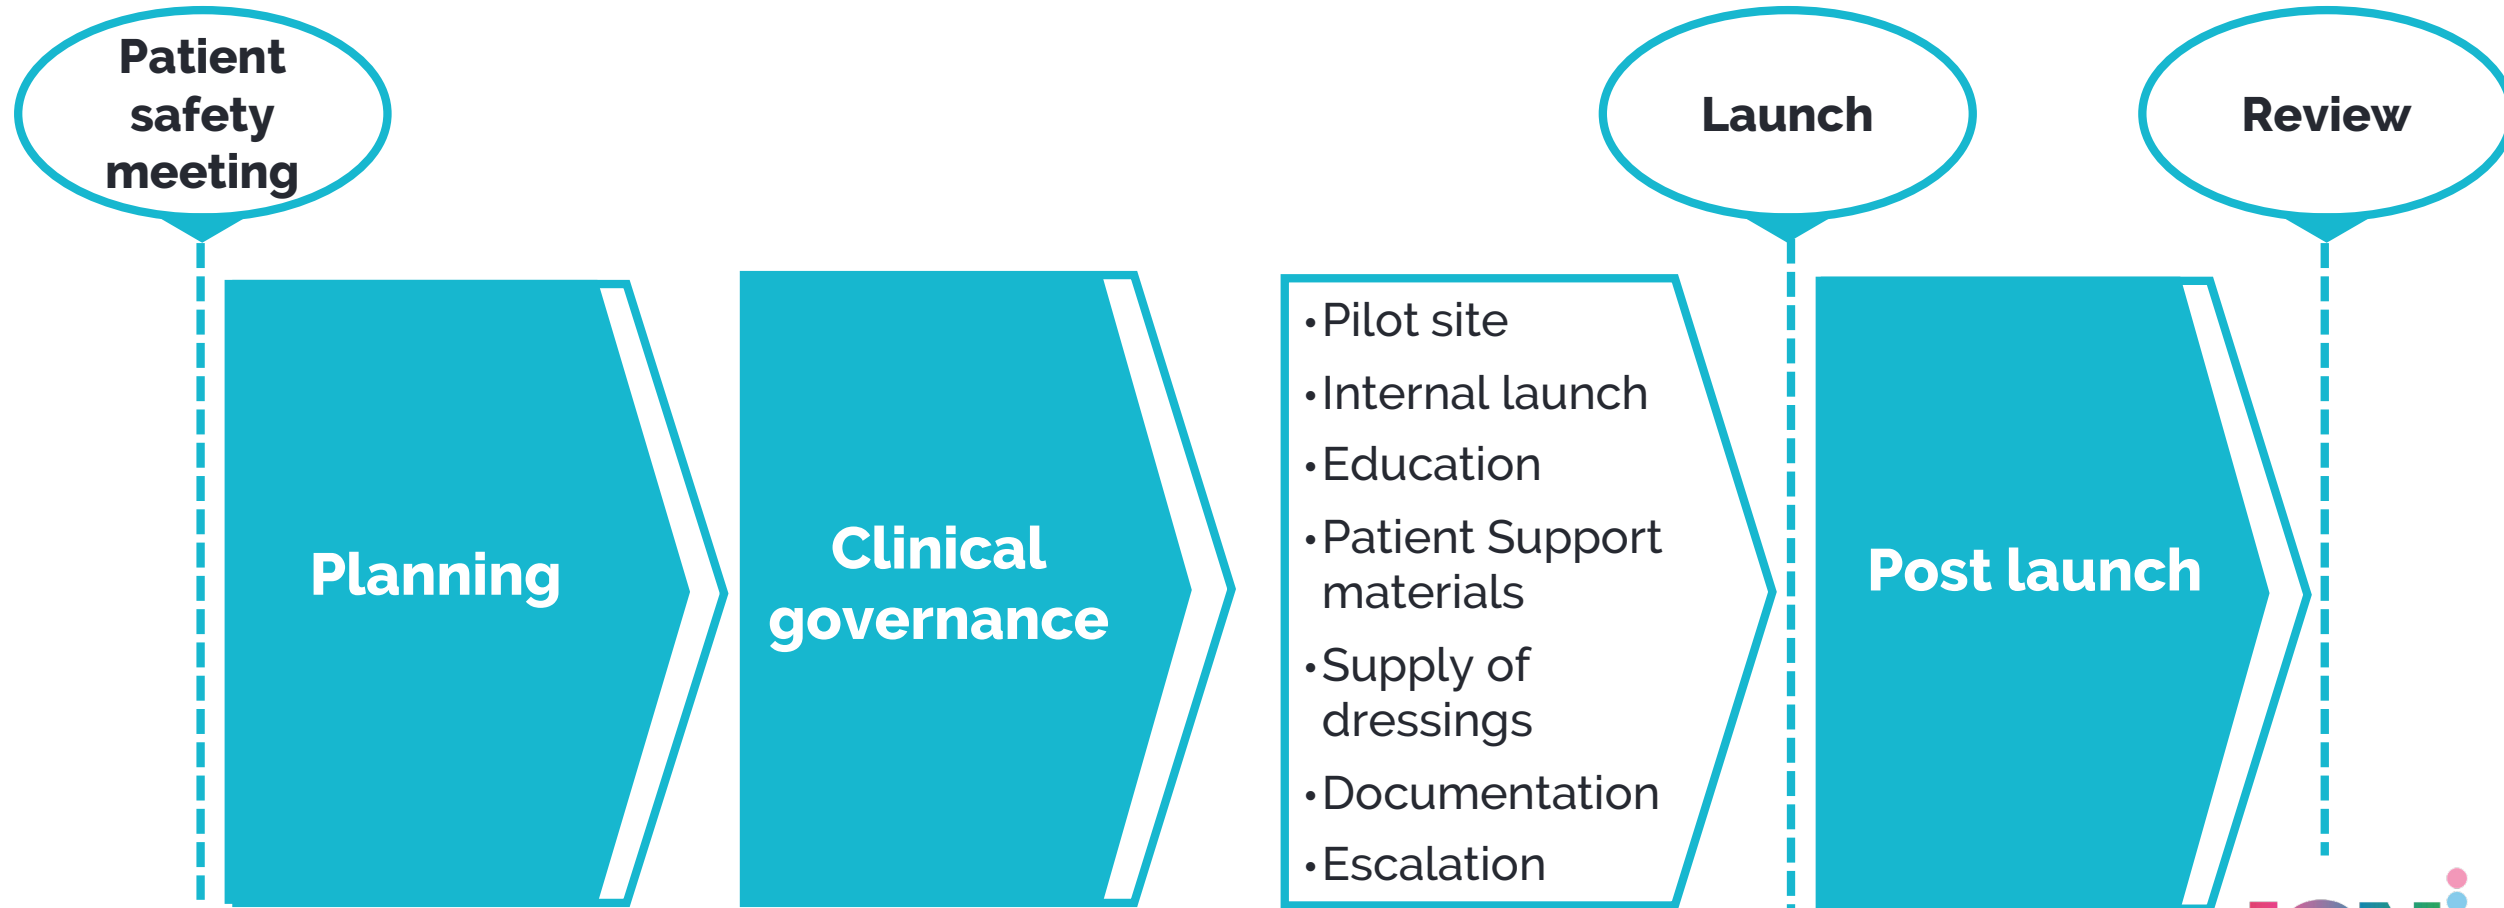 Patient
safety
meeting
Launch
Review
Planning
Clinical
governance
•Pilot site
•Internal launch
•Education
•Patient Support
materials
•Supply of
dressings
•Documentation
•Escalation
Post launch